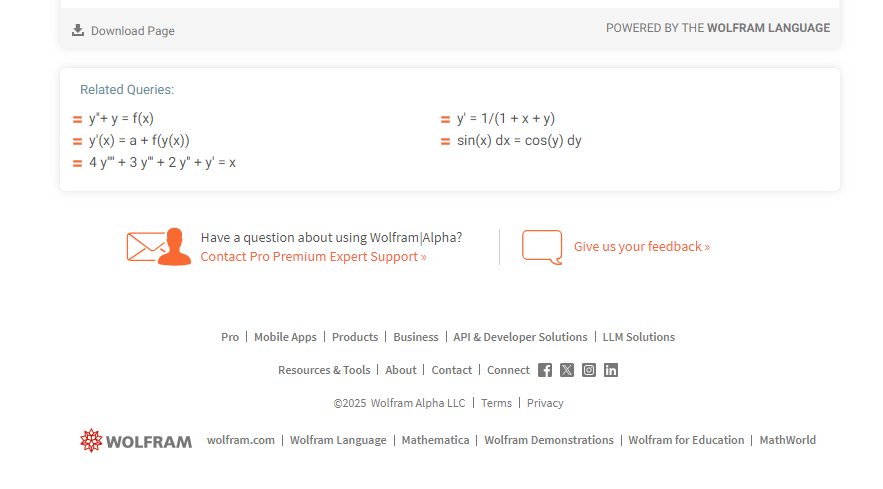 Download Page
POWERED BY THE WOLFRAM LANGUAGE
Related Queries:
= y''+ y = f(x)
= y'(x) = a + f(y(x))
= 4 y'''' + 3 y''' + 2 y'' + y' = x
= y' = 1/(1 + x + y)
= sin(x) dx = cos(y) dy
Have a question about using Wolfram|Alpha?
Contact Pro Premium Expert Support »
Give us your feedback »
Pro | Mobile Apps | Products | Business | API & Developer Solutions | LLM Solutions
Resources & Tools | About | Contact | Connect
©2025 Wolfram Alpha LLC | Terms | Privacy
WOLFRAM wolfram.com | Wolfram Language | Mathematica | Wolfram Demonstrations | Wolfram for Education | MathWorld